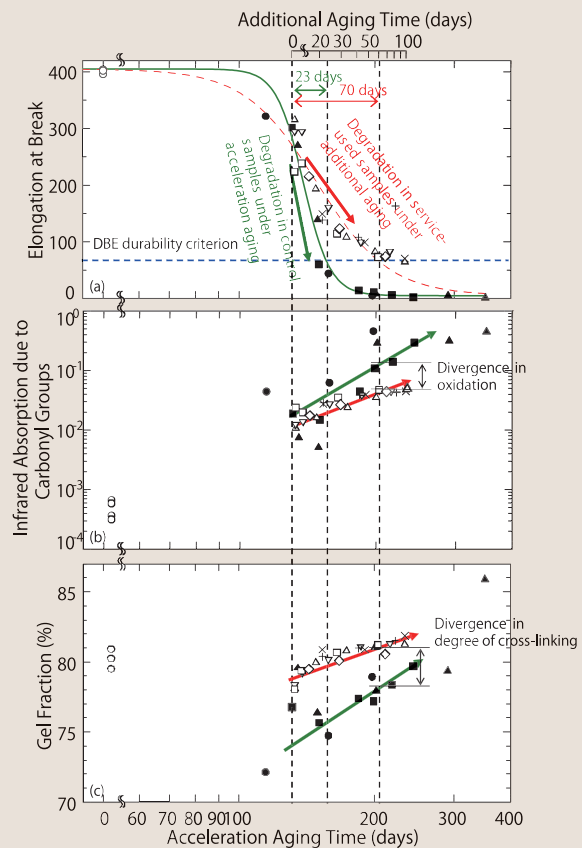 Additional Aging Time (days)
0 20 30 50 100
400
300
200
100
0
Elongation at Break
23 days
70 days
Degradation in control
samples under
acceleration aging
Degradation in service-
used samples under
additional aging
DBE durability criterion
(a)
10⁰
10⁻¹
10⁻²
10⁻³
10⁻⁴
Infrared Absorption due to
Carbonyl Groups
Divergence in
oxidation
(b)
85
80
75
70
Gel Fraction (%)
Divergence in
degree of cross-linking
(c)
0 60 70 80 90 100 200 300 400
Acceleration Aging Time (days)